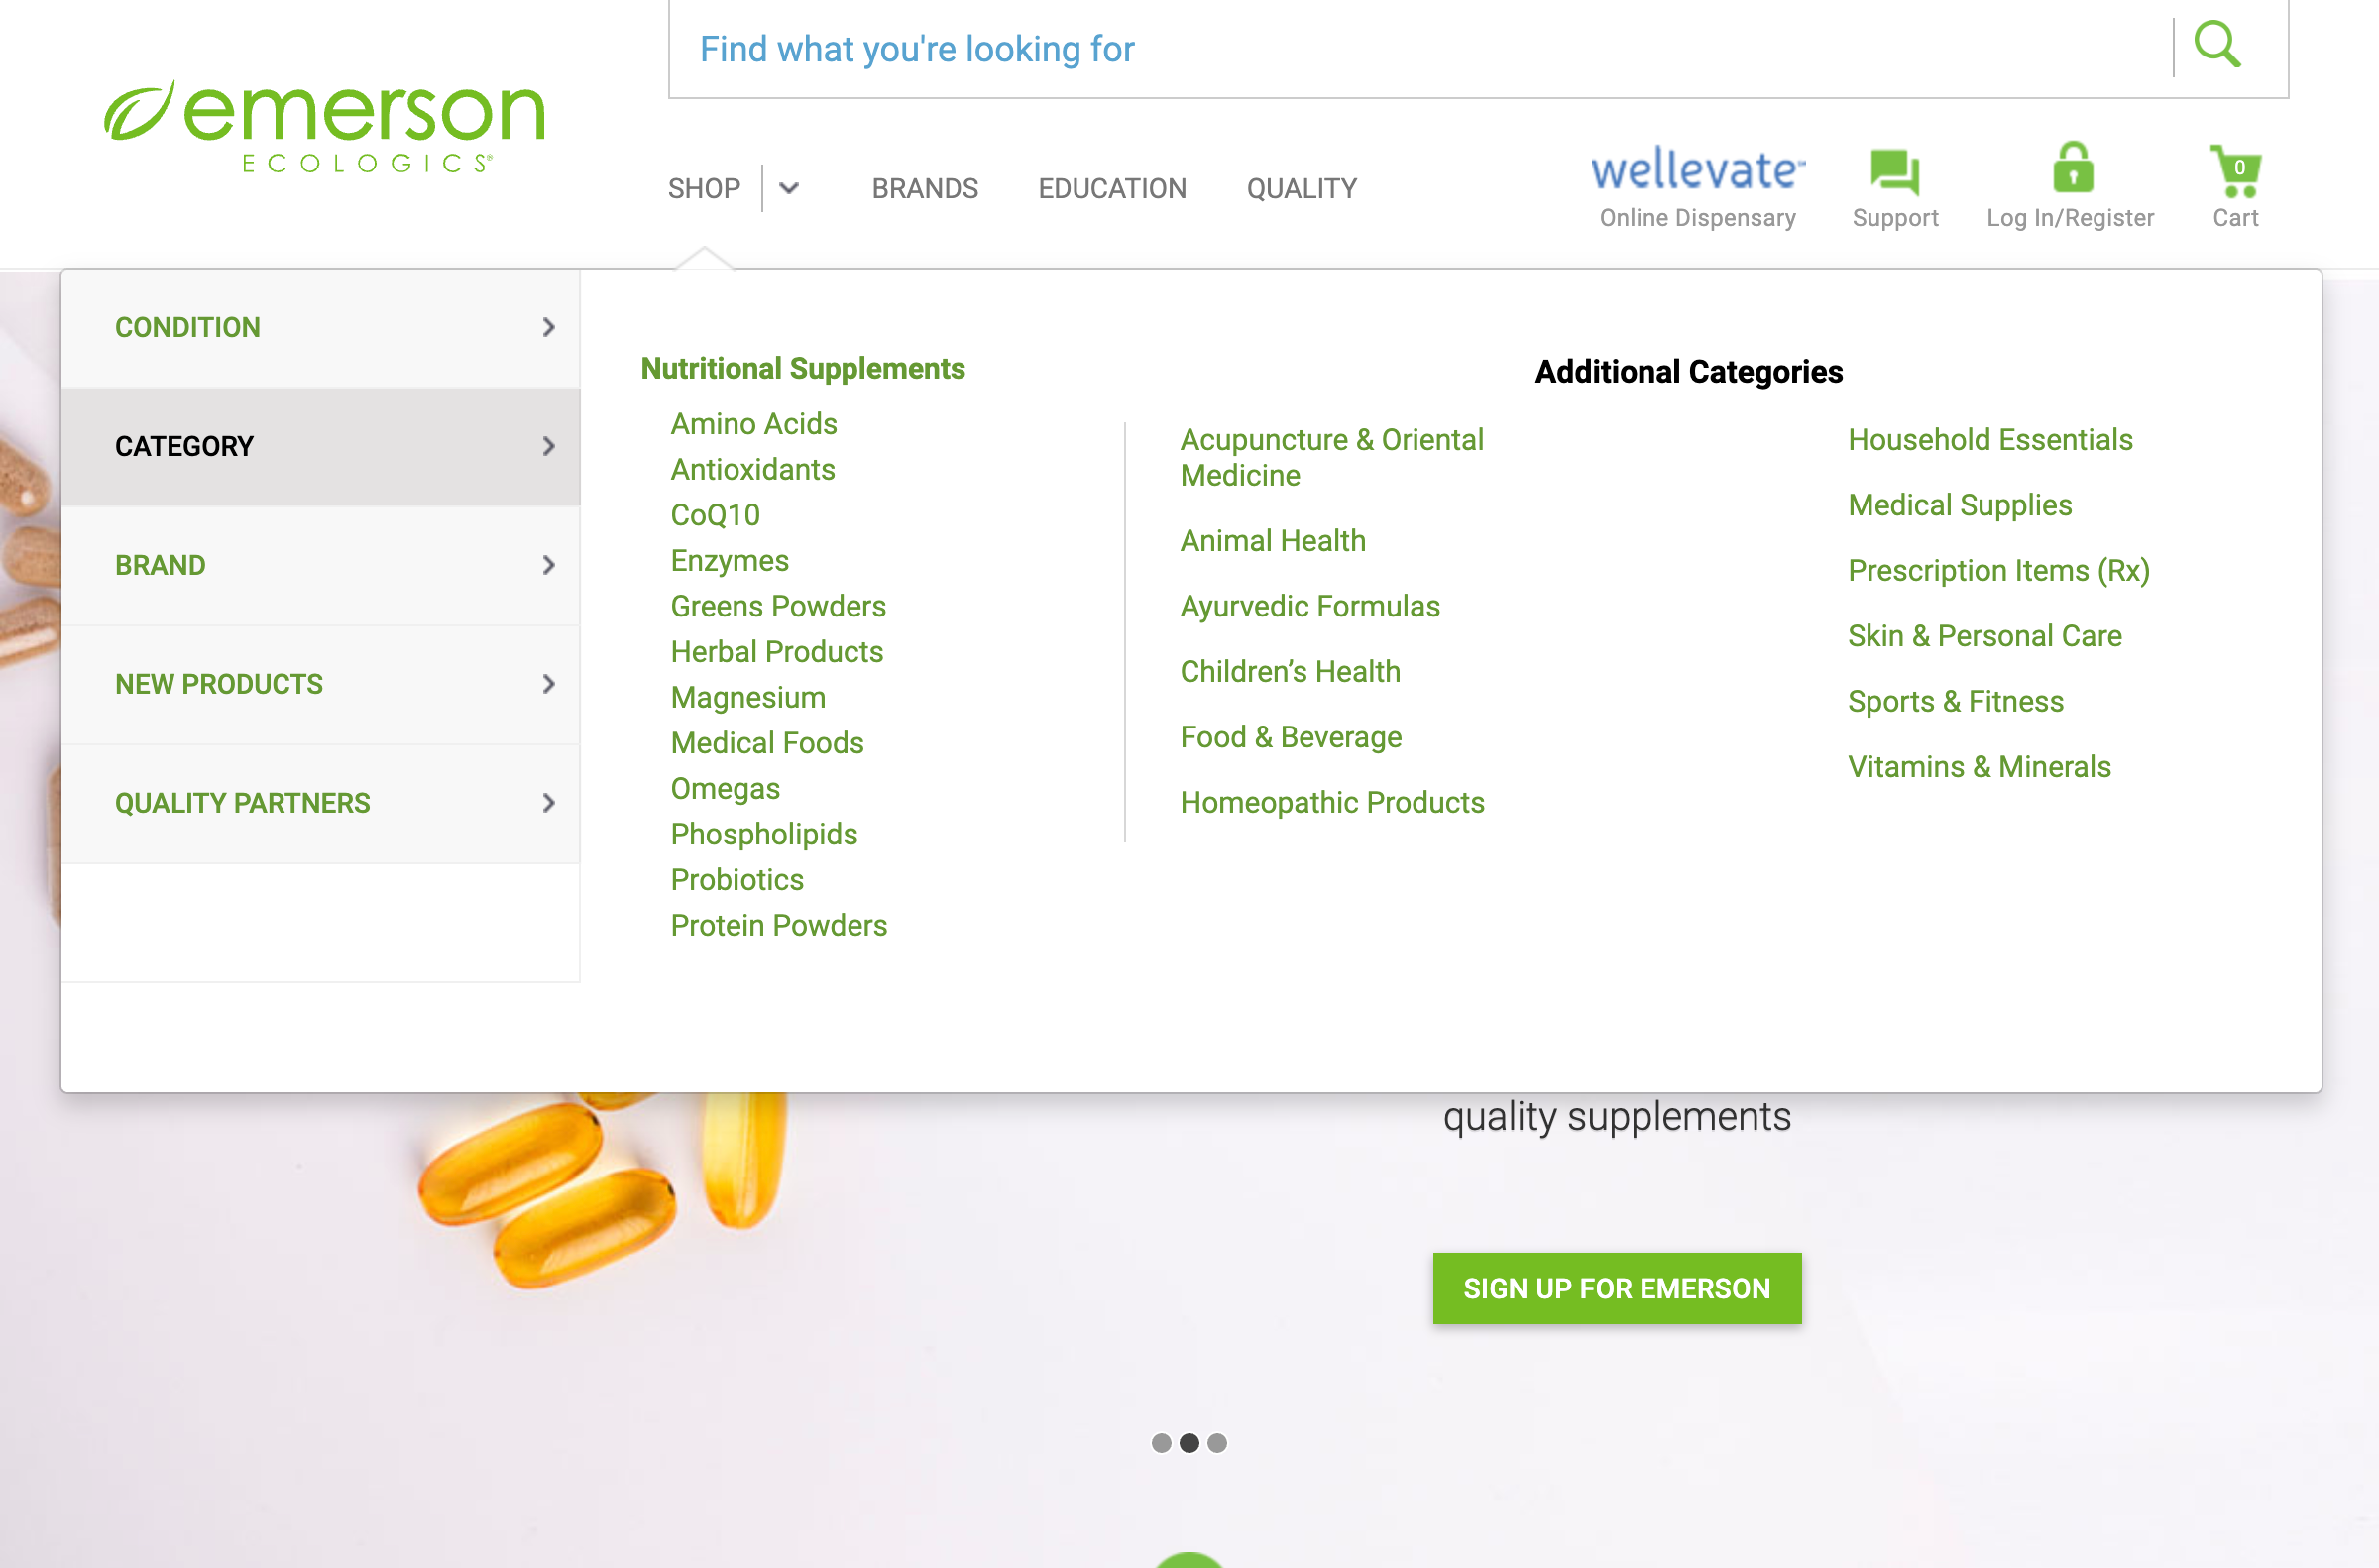 Find what you're looking for
emerson
ECOLOGICS®
SHOP
BRANDS
EDUCATION
QUALITY
wellevate℠
Online Dispensary
Support
Log In/Register
0
Cart
CONDITION
CATEGORY
BRAND
NEW PRODUCTS
QUALITY PARTNERS
Nutritional Supplements
Amino Acids
Antioxidants
CoQ10
Enzymes
Greens Powders
Herbal Products
Magnesium
Medical Foods
Omegas
Phospholipids
Probiotics
Protein Powders
Additional Categories
Acupuncture & Oriental
Medicine
Animal Health
Ayurvedic Formulas
Children’s Health
Food & Beverage
Homeopathic Products
Household Essentials
Medical Supplies
Prescription Items (Rx)
Skin & Personal Care
Sports & Fitness
Vitamins & Minerals
quality supplements
SIGN UP FOR EMERSON